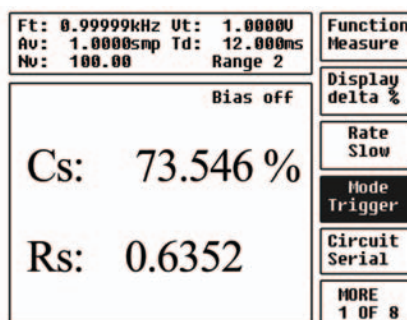 Ft: 0.99999kHz Vt: 1.0000V
Av: 1.0000smp Td: 12.000ms
Nv: 100.00 Range 2
Bias off
Cs: 73.546 %
Rs: 0.6352
Function
Measure
Display
delta %
Rate
Slow
Mode
Trigger
Circuit
Serial
MORE
1 OF 8